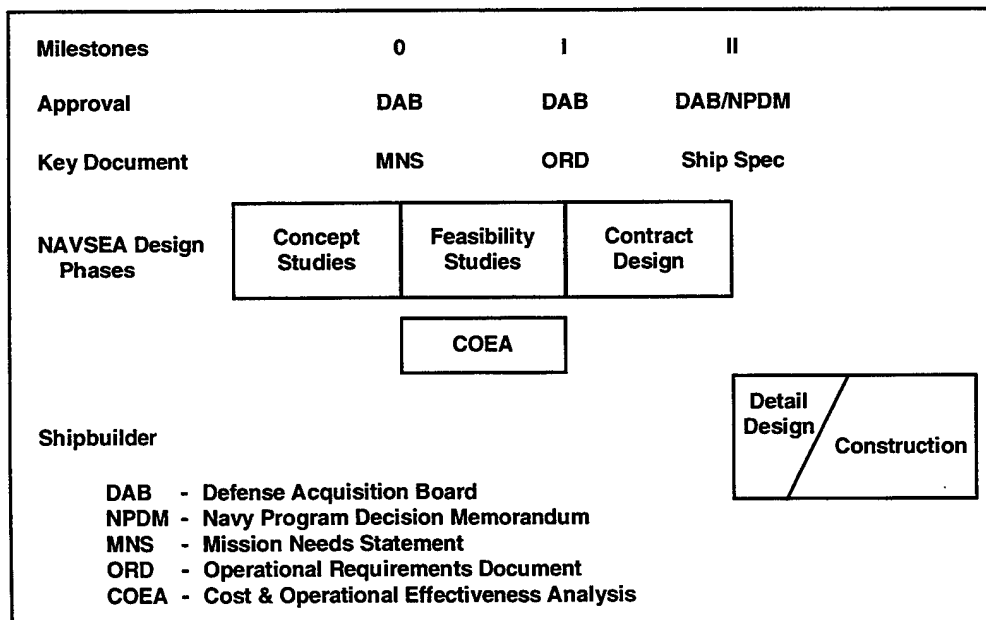 Milestones 0 I II
Approval DAB DAB DAB/NPDM
Key Document MNS ORD Ship Spec
NAVSEA Design
Phases
Concept
Studies
Feasibility
Studies
Contract
Design
COEA
Detail
Design
Construction
Shipbuilder
DAB - Defense Acquisition Board
NPDM - Navy Program Decision Memorandum
MNS - Mission Needs Statement
ORD - Operational Requirements Document
COEA - Cost & Operational Effectiveness Analysis